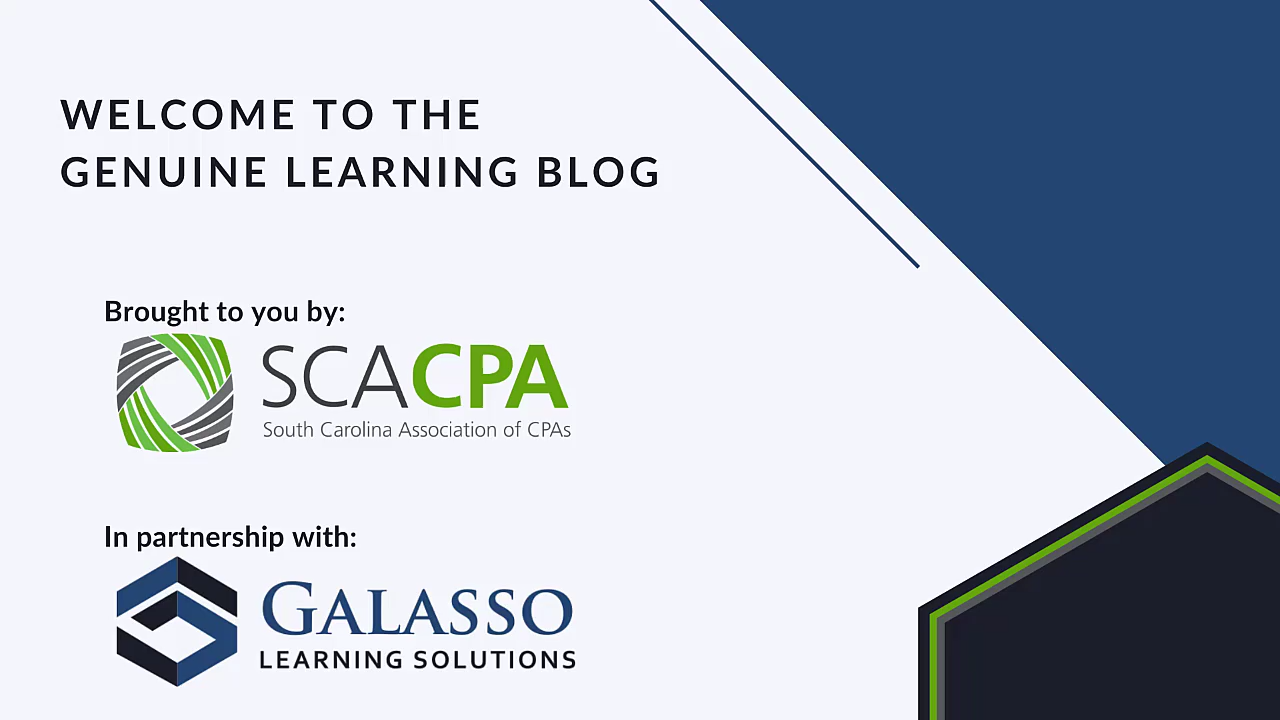 WELCOME TO THE
GENUINE LEARNING BLOG
Brought to you by:
SCACPA
South Carolina Association of CPAs
In partnership with:
GALASSO
LEARNING SOLUTIONS